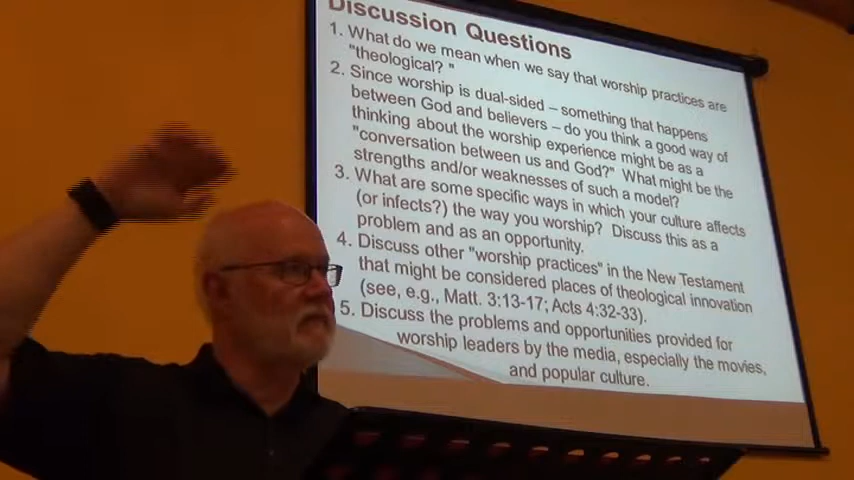 Discussion Questions
1. What do we mean when we say that worship practices are
"theological? "
2. Since worship is dual-sided – something that happens
between God and believers – do you think a good way of
thinking about the worship experience might be as a
"conversation between us and God?" What might be the
strengths and/or weaknesses of such a model?
3. What are some specific ways in which your culture affects
(or infects?) the way you worship? Discuss this as a
problem and as an opportunity.
4. Discuss other "worship practices" in the New Testament
that might be considered places of theological innovation
(see, e.g., Matt. 3:13-17; Acts 4:32-33).
5. Discuss the problems and opportunities provided for
worship leaders by the media, especially the movies,
and popular culture.